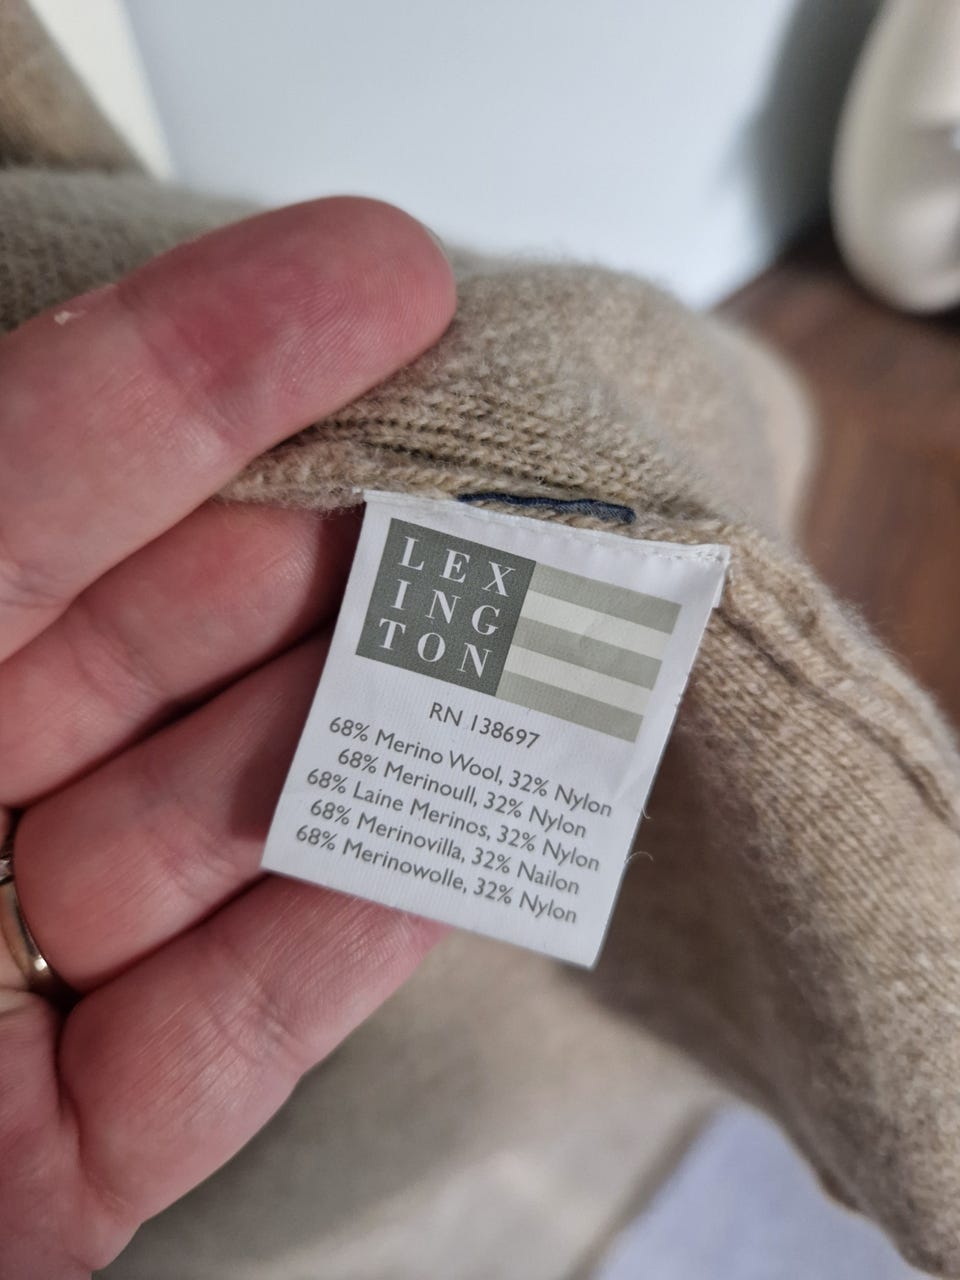 LEX
ING
TON
RN 138697
68% Merino Wool, 32% Nylon
68% Merinoull, 32% Nylon
68% Laine Merinos, 32% Nylon
68% Merinovilla, 32% Nailon
68% Merinowolle, 32% Nylon